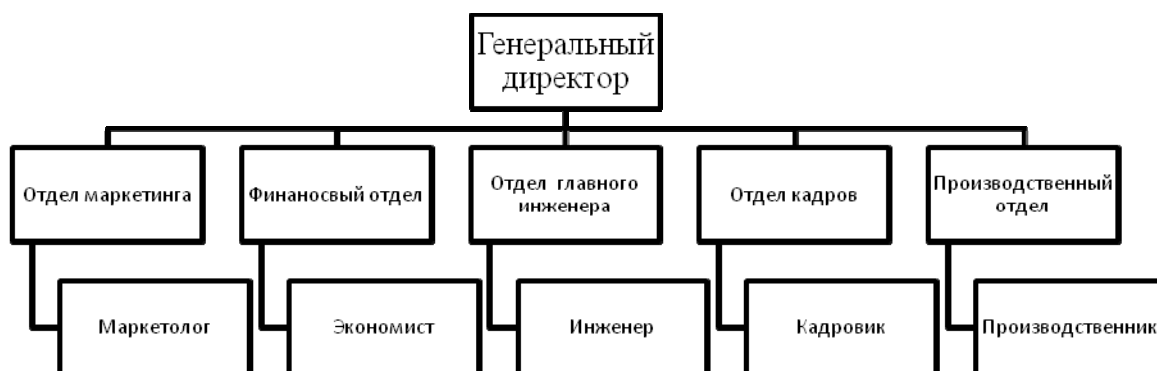 Генеральный
директор
Отдел маркетинга
Финаносвый отдел
Отдел главного
инженера
Отдел кадров
Производственный
отдел
Маркетолог
Экономист
Инженер
Кадровик
Производственник